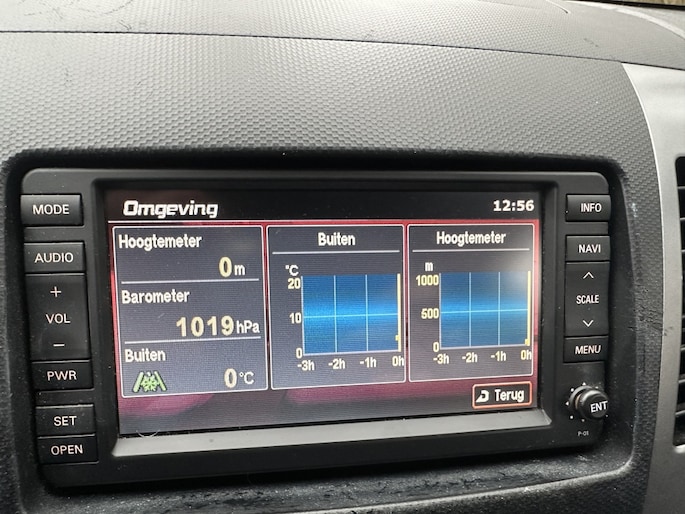 MODE
AUDIO
+
VOL
−
PWR
SET
OPEN
Omgeving
12:56
Hoogtemeter
0m
Barometer
1019hPa
Buiten
0°C
Buiten
°C
20
10
0
-3h -2h -1h 0h
Hoogtemeter
m
1000
500
0
-3h -2h -1h 0h
Terug
INFO
NAVI
SCALE
MENU
ENT
P-01